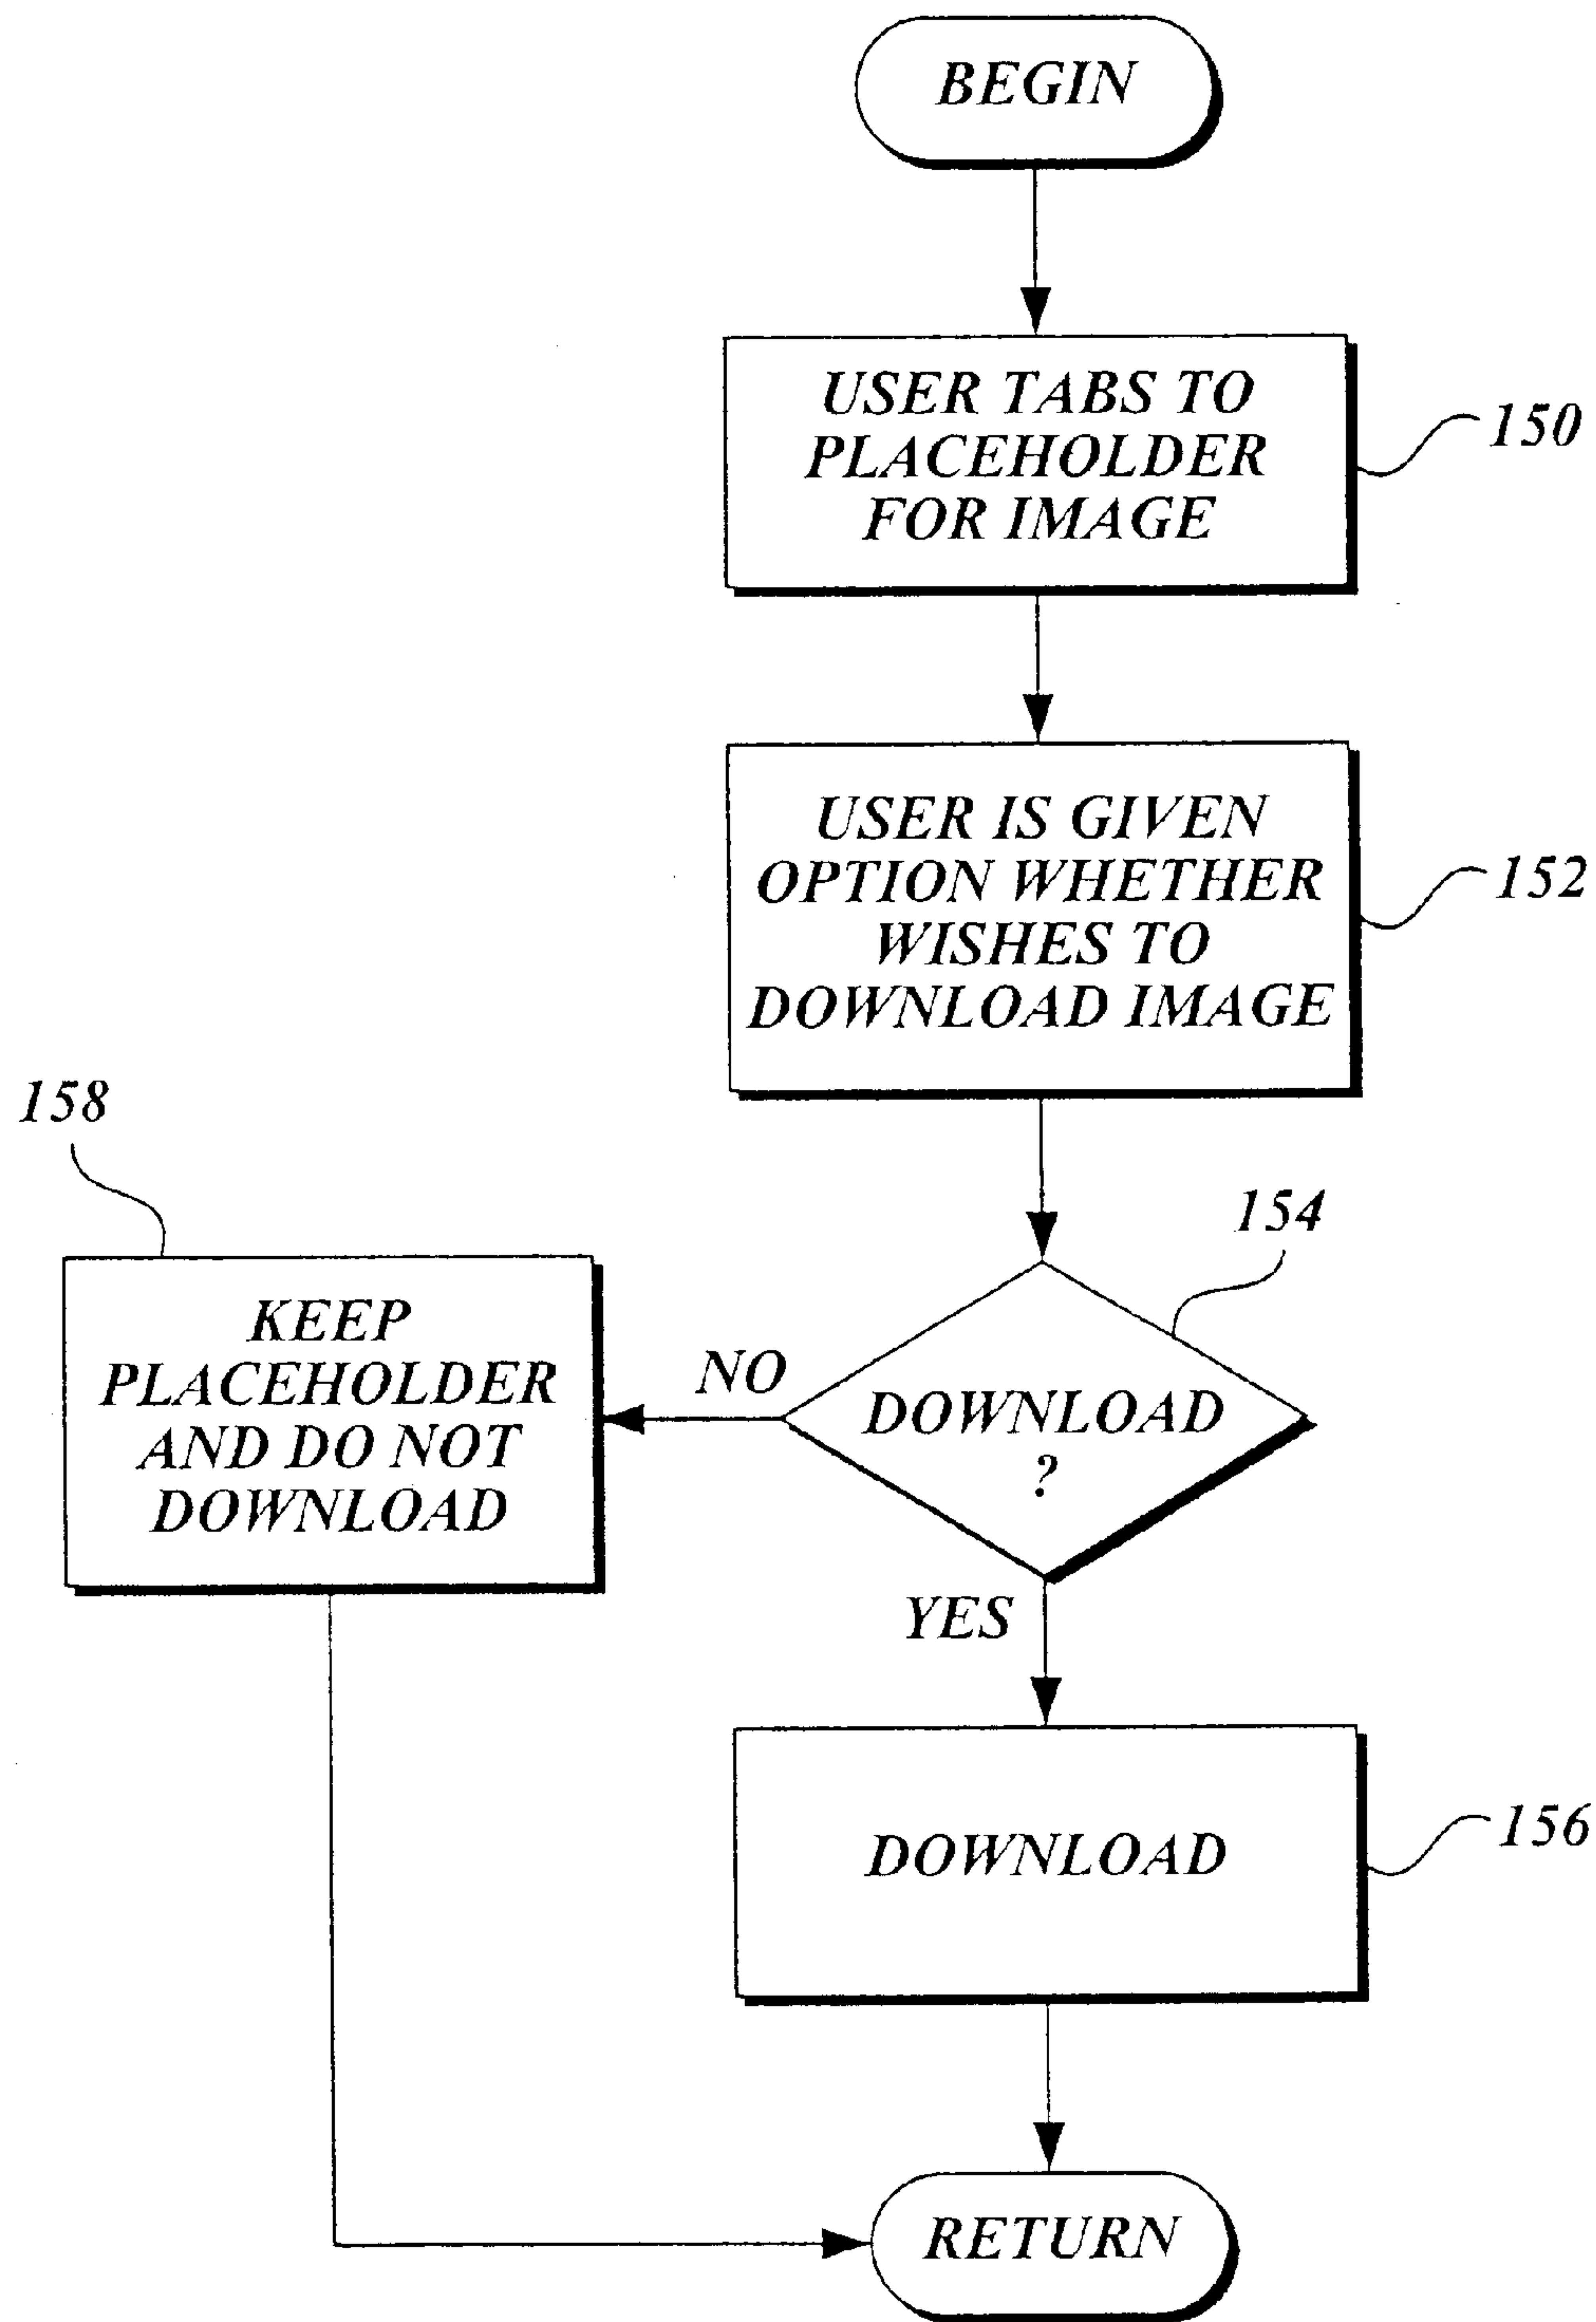 BEGIN
USER TABS TO
PLACEHOLDER
FOR IMAGE
150
USER IS GIVEN
OPTION WHETHER
WISHES TO
DOWNLOAD IMAGE
152
158
154
KEEP
PLACEHOLDER
AND DO NOT
DOWNLOAD
NO
DOWNLOAD
?
YES
DOWNLOAD
156
RETURN